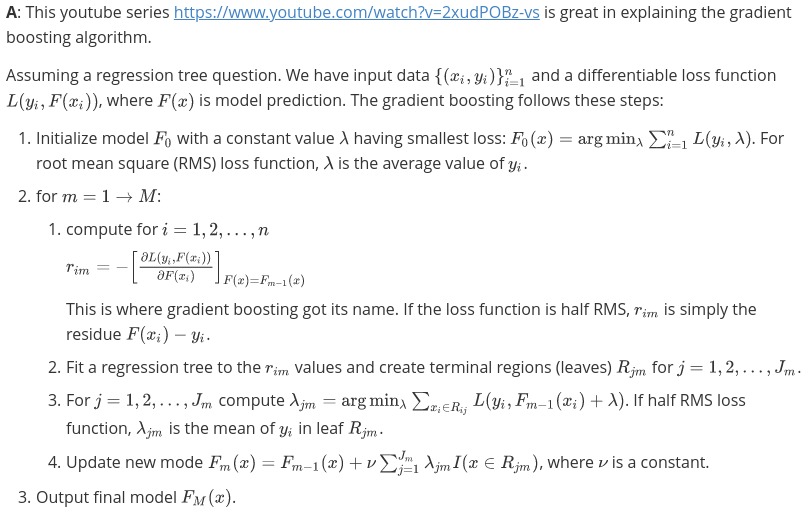 A: This youtube series https://www.youtube.com/watch?v=2xudPOBz-vs is great in explaining the gradient
boosting algorithm.
Assuming a regression tree question. We have input data $\{(x_i, y_i)\}_{i=1}^n$ and a differentiable loss function
$L(y_i, F(x_i))$, where $F(x)$ is model prediction. The gradient boosting follows these steps:
1. Initialize model $F_0$ with a constant value $\lambda$ having smallest loss: $F_0(x) = \arg\min_\lambda \sum_{i=1}^n L(y_i, \lambda)$. For
root mean square (RMS) loss function, $\lambda$ is the average value of $y_i$.
2. for $m = 1 \to M$:
1. compute for $i = 1, 2, \ldots, n$
$r_{im} = -\left[\frac{\partial L(y_i, F(x_i))}{\partial F(x_i)}\right]_{F(x)=F_{m-1}(x)}$
This is where gradient boosting got its name. If the loss function is half RMS, $r_{im}$ is simply the
residue $F(x_i) - y_i$.
2. Fit a regression tree to the $r_{im}$ values and create terminal regions (leaves) $R_{jm}$ for $j = 1, 2, \ldots, J_m$.
3. For $j = 1, 2, \ldots, J_m$ compute $\lambda_{jm} = \arg\min_\lambda \sum_{x_i \in R_{ij}} L(y_i, F_{m-1}(x_i) + \lambda)$. If half RMS loss
function, $\lambda_{jm}$ is the mean of $y_i$ in leaf $R_{jm}$.
4. Update new mode $F_m(x) = F_{m-1}(x) + \nu \sum_{j=1}^{J_m} \lambda_{jm} I(x \in R_{jm})$, where $\nu$ is a constant.
3. Output final model $F_M(x)$.